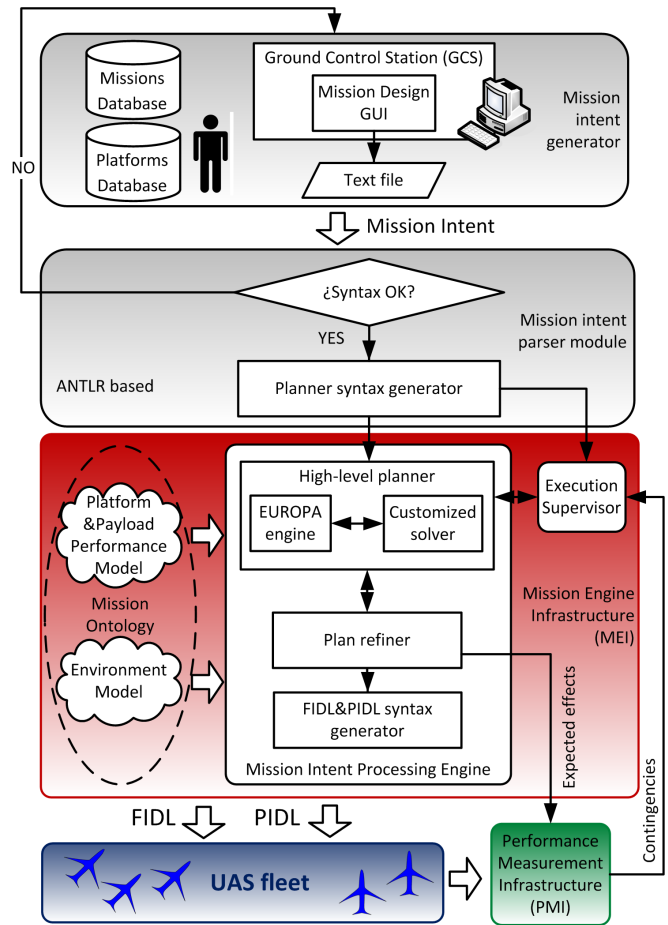 Ground Control Station (GCS)
Missions
Database
Mission Design
GUI
Mission
intent
generator
Platforms
Database
NO
Text file
Mission Intent
¿Syntax OK?
YES
Mission intent
parser module
ANTLR based
Planner syntax generator
High-level planner
Platform
&Payload
Performance
Model
EUROPA
engine
Customized
solver
Execution
Supervisor
Mission
Ontology
Mission Engine
Infrastructure
(MEI)
Plan refiner
Environment
Model
FIDL&PIDL syntax
generator
Expected effects
Mission Intent Processing Engine
Contingencies
FIDL
PIDL
UAS fleet
Performance
Measurement
Infrastructure
(PMI)